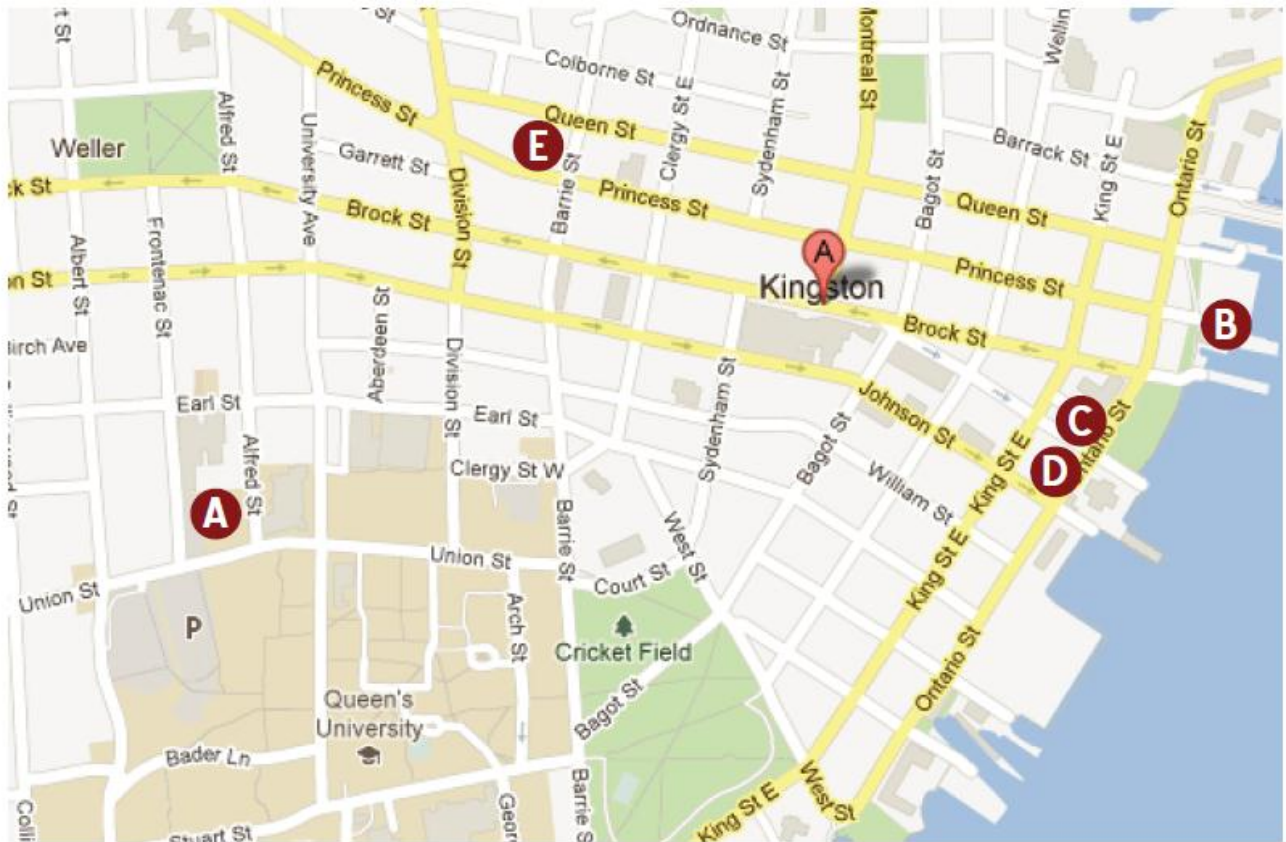 Ordnance St
Montreal St
Colborne St
Princess St
Alfred St
Clergy St E
Sydenham St
Queen St
E
Barrack St
Ontario St
University Ave
Weller
Garrett St
Barrie St
Bagot St
King St E
Division St
Princess St
Queen St
Brock St
Frontenac St
Albert St
A
Kingston
Princess St
B
Brock St
Aberdeen St
Division St
Earl St
Earl St
Sydenham St
Johnson St
C
Ontario St
Alfred St
Clergy St W
Bagot St
William St
King St E
D
A
Barrie St
West St
Union St
Court St
King St E
Union St
P
Arch St
Cricket Field
Ontario St
Queen's
University
Bagot St
Bader Ln
Barrie S
West St
King St E
Stuart St